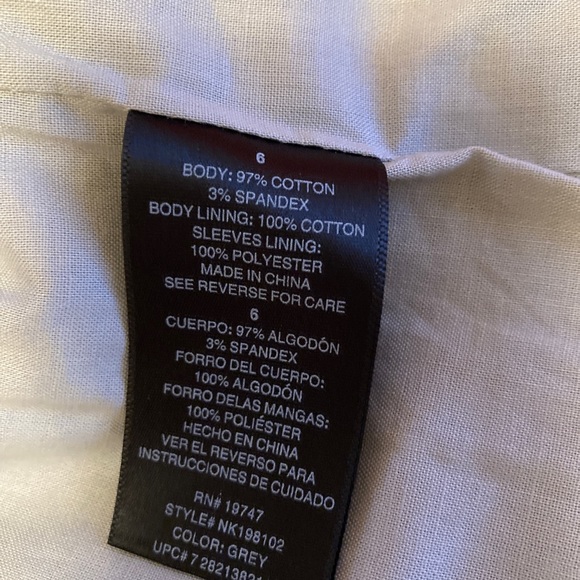 6
BODY: 97% COTTON
3% SPANDEX
BODY LINING: 100% COTTON
SLEEVES LINING:
100% POLYESTER
MADE IN CHINA
SEE REVERSE FOR CARE
6
CUERPO: 97% ALGODÓN
3% SPANDEX
FORRO DEL CUERPO:
100% ALGODÓN
FORRO DELAS MANGAS:
100% POLIÉSTER
HECHO EN CHINA
VER EL REVERSO PARA
INSTRUCCIONES DE CUIDADO
RN# 19747
STYLE# NK198102
COLOR: GREY
UPC#